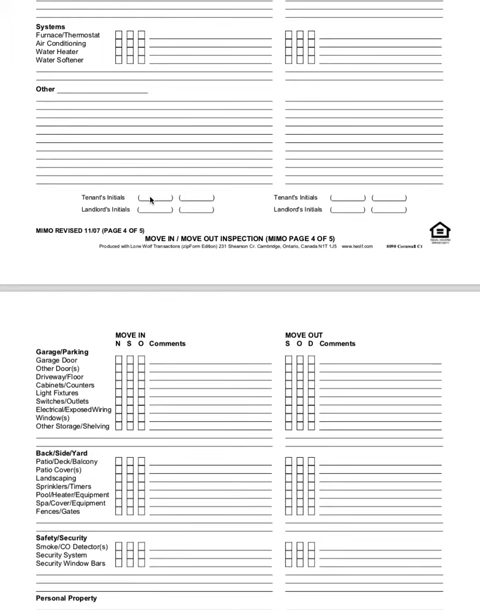 Systems
Furnace/Thermostat
Air Conditioning
Water Heater
Water Softener
Other
Tenant's Initials ( ) ( ) Tenant's Initials ( ) ( )
Landlord's Initials ( ) ( ) Landlord's Initials ( ) ( )
MIMO REVISED 11/07 (PAGE 4 OF 5)
MOVE IN / MOVE OUT INSPECTION (MIMO PAGE 4 OF 5)
Produced with Lone Wolf Transactions (zipForm Edition) 231 Shearson Cr. Cambridge, Ontario, Canada N1T 1J5 www.lwolf.com
MOVE IN MOVE OUT
N S O Comments S O D Comments
Garage/Parking
Garage Door
Other Door(s)
Driveway/Floor
Cabinets/Counters
Light Fixtures
Switches/Outlets
Electrical/ExposedWiring
Window(s)
Other Storage/Shelving
Back/Side/Yard
Patio/Deck/Balcony
Patio Cover(s)
Landscaping
Sprinklers/Timers
Pool/Heater/Equipment
Spa/Cover/Equipment
Fences/Gates
Safety/Security
Smoke/CO Detector(s)
Security System
Security Window Bars
Personal Property